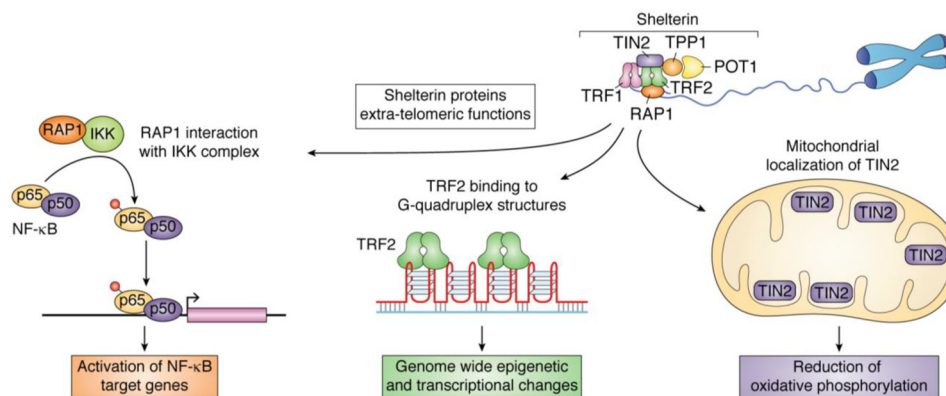 Shelterin
TIN2
TPP1
POT1
TRF1
TRF2
RAP1
Shelterin proteins
extra-telomeric functions
RAP1
IKK
RAP1 interaction
with IKK complex
p65
p50
NF-κB
p65
p50
p65
p50
Activation of NF-κB
target genes
TRF2 binding to
G-quadruplex structures
TRF2
Genome wide epigenetic
and transcriptional changes
Mitochondrial
localization of TIN2
TIN2
TIN2
TIN2
TIN2
TIN2
Reduction of
oxidative phosphorylation